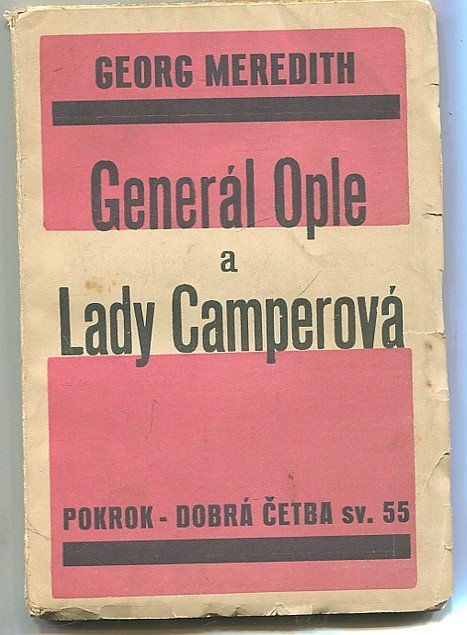 GEORG MEREDITH
Generál Ople
a
Lady Camperová
POKROK - DOBRÁ ČETBA sv. 55